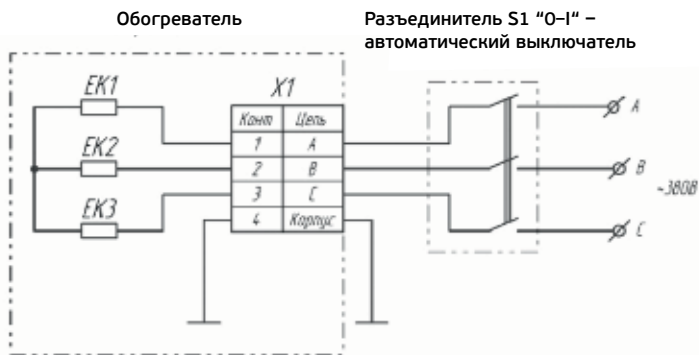 Обогреватель
Разъединитель S1 "0–I" –
автоматический выключатель
EK1
EK2
EK3
X1
Конт Цепь
1 A
2 B
3 C
4 Корпус
A
B
C
~380В